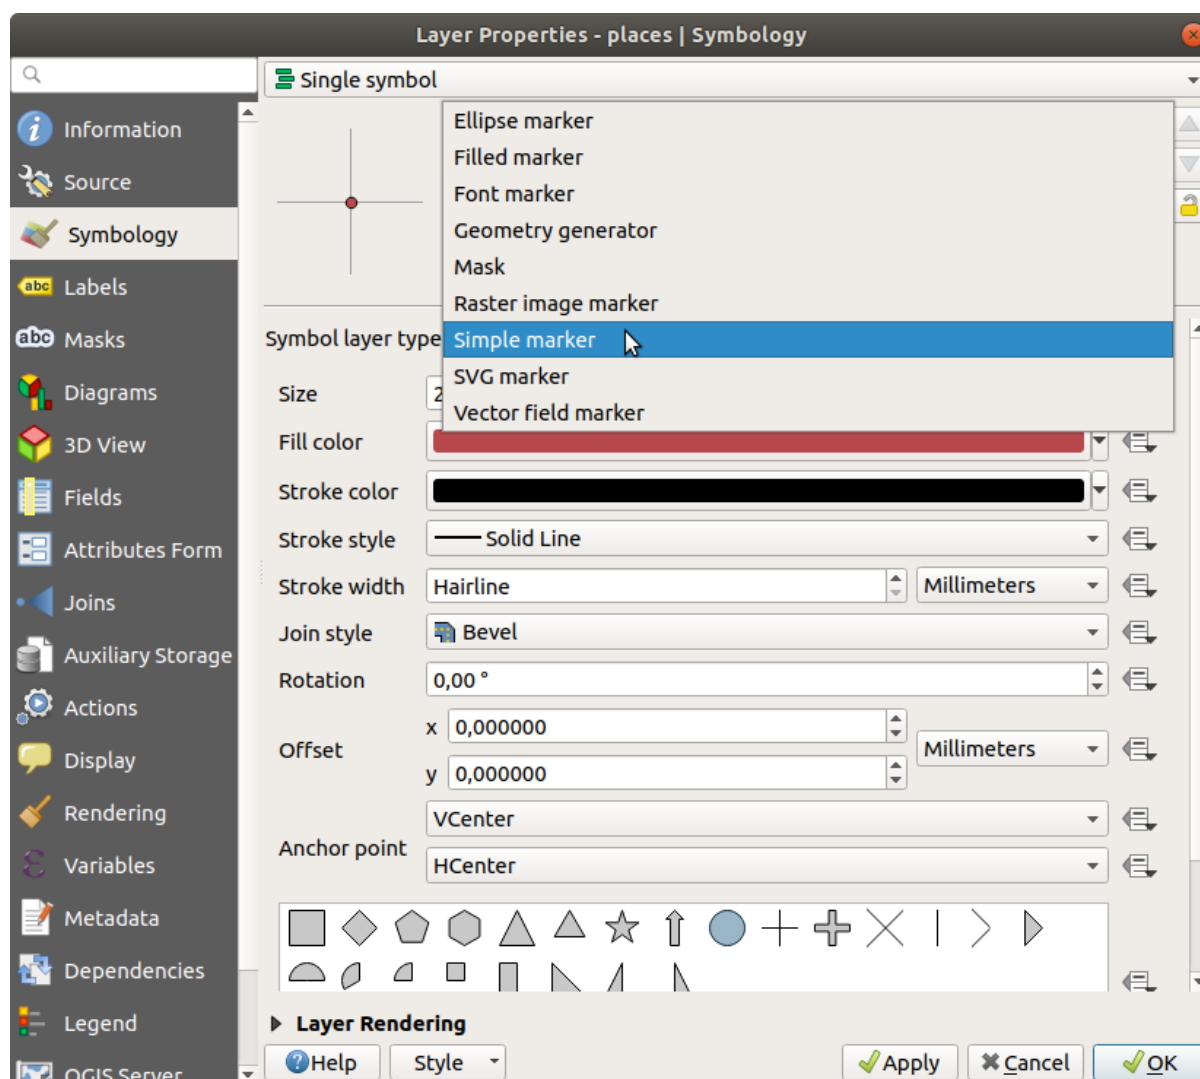 Layer Properties - places | Symbology
Single symbol
Information
Source
Symbology
abc Labels
abc Masks
Diagrams
3D View
Fields
Attributes Form
Joins
Auxiliary Storage
Actions
Display
Rendering
Variables
Metadata
Dependencies
Legend
QGIS Server
Ellipse marker
Filled marker
Font marker
Geometry generator
Mask
Raster image marker
Simple marker
SVG marker
Vector field marker
Symbol layer type
Size 2
Fill color
Stroke color
Stroke style Solid Line
Stroke width Hairline Millimeters
Join style Bevel
Rotation 0,00 °
Offset x 0,000000 Millimeters
y 0,000000
Anchor point VCenter
HCenter
Layer Rendering
Help Style Apply Cancel OK